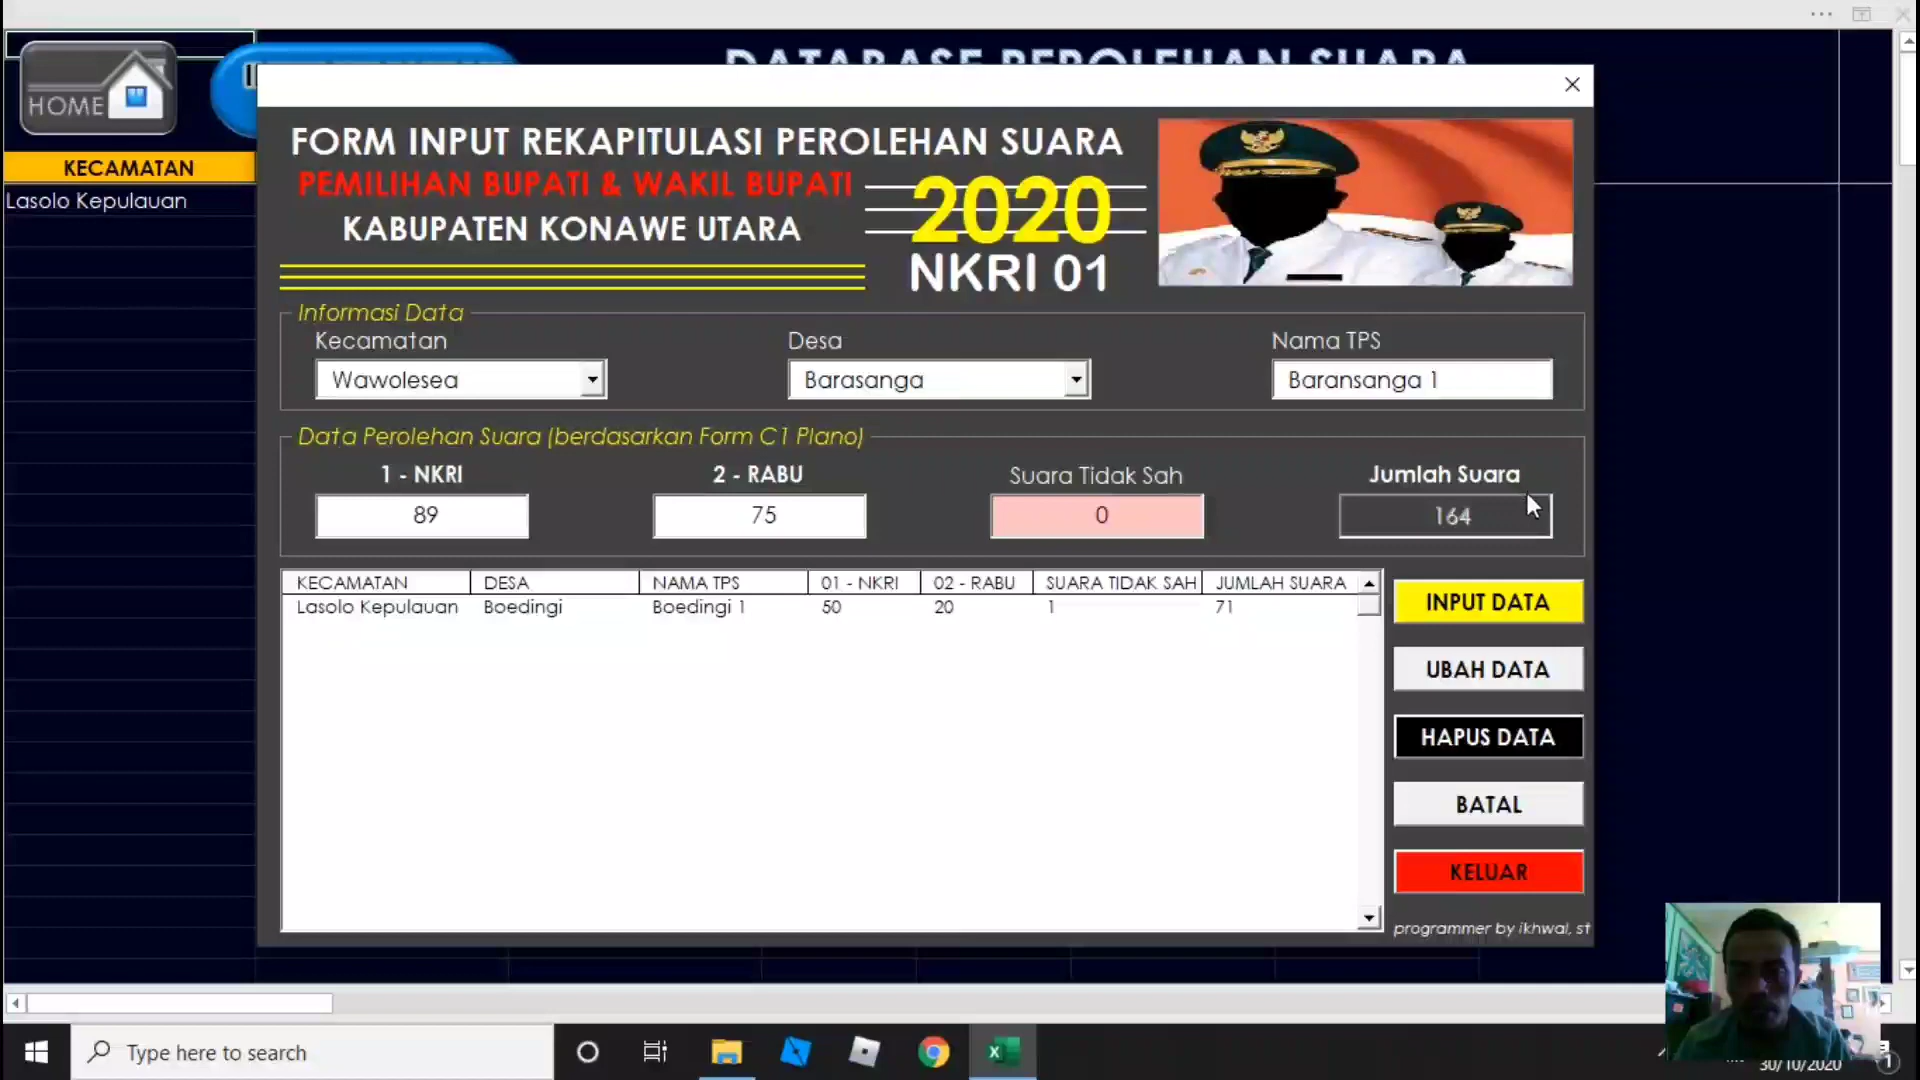 DATABASE PEROLEHAN SUARA
HOME
KECAMATAN
Lasolo Kepulauan
FORM INPUT REKAPITULASI PEROLEHAN SUARA
PEMILIHAN BUPATI & WAKIL BUPATI
KABUPATEN KONAWE UTARA
2020
NKRI 01
Informasi Data
Kecamatan Desa Nama TPS
Wawolesea Barasanga Baransanga 1
Data Perolehan Suara (berdasarkan Form C1 Plano)
1 - NKRI 2 - RABU Suara Tidak Sah Jumlah Suara
89 75 0 164
KECAMATAN DESA NAMA TPS 01 - NKRI 02 - RABU SUARA TIDAK SAH JUMLAH SUARA
Lasolo Kepulauan Boedingi Boedingi 1 50 20 1 71
INPUT DATA
UBAH DATA
HAPUS DATA
BATAL
KELUAR
programmer by ikhwal, st
Type here to search
30/10/2020
1